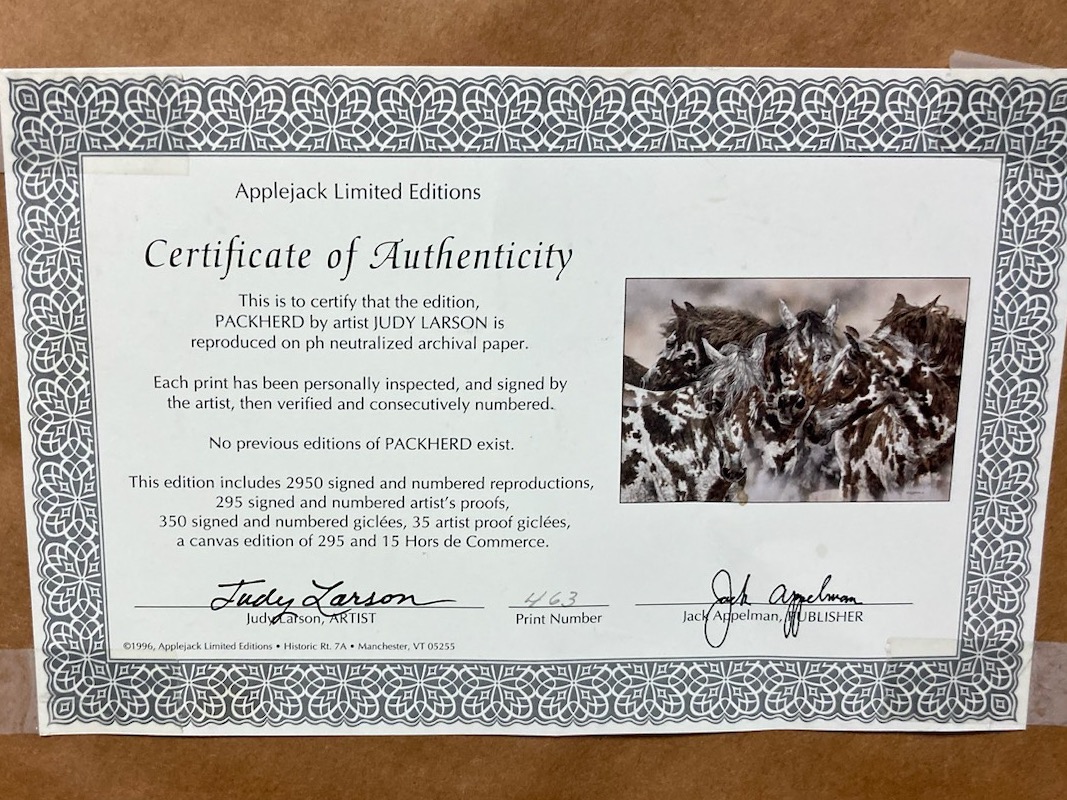 Applejack Limited Editions
Certificate of Authenticity
This is to certify that the edition,
PACKHERD by artist JUDY LARSON is
reproduced on ph neutralized archival paper.
Each print has been personally inspected, and signed by
the artist, then verified and consecutively numbered.
No previous editions of PACKHERD exist.
This edition includes 2950 signed and numbered reproductions,
295 signed and numbered artist's proofs,
350 signed and numbered giclées, 35 artist proof giclées,
a canvas edition of 295 and 15 Hors de Commerce.
Judy Larson
Judy Larson, ARTIST
463
Print Number
Jack Appelman
Jack Appelman, PUBLISHER
©1996, Applejack Limited Editions • Historic Rt. 7A • Manchester, VT 05255